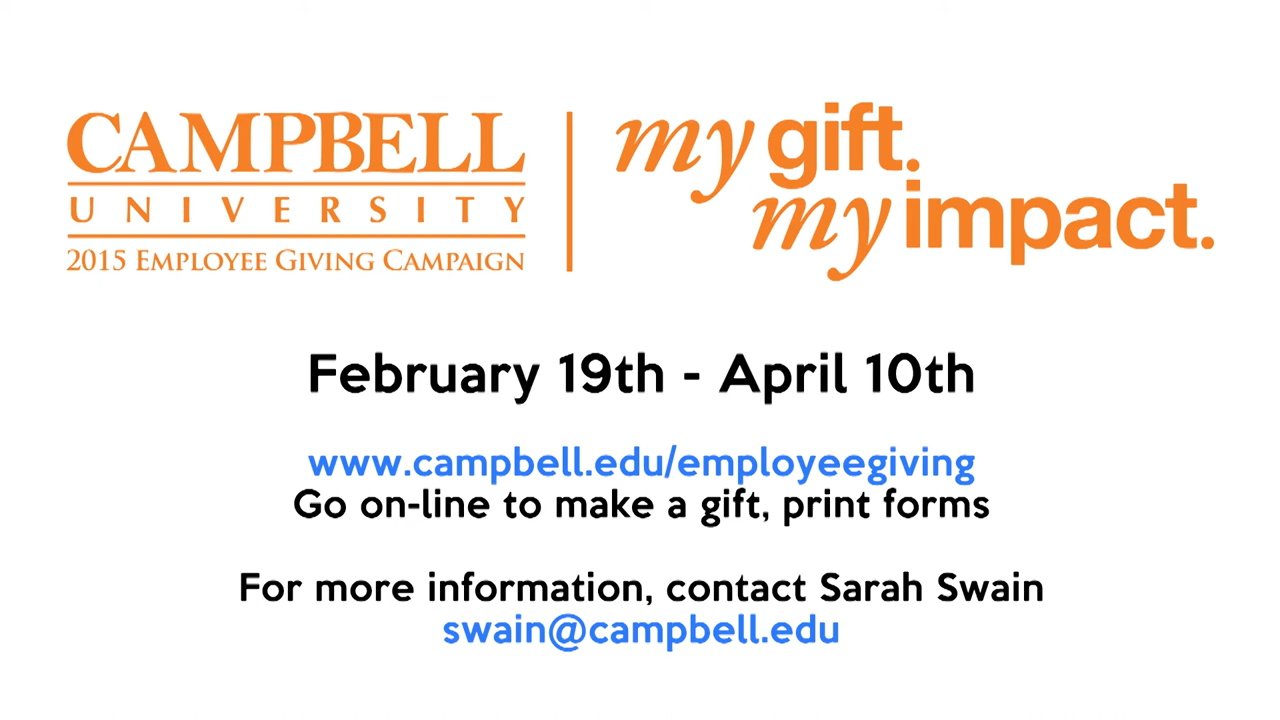 CAMPBELL
UNIVERSITY
2015 EMPLOYEE GIVING CAMPAIGN
my gift.
my impact.
February 19th - April 10th
www.campbell.edu/employeegiving
Go on-line to make a gift, print forms
For more information, contact Sarah Swain
swain@campbell.edu